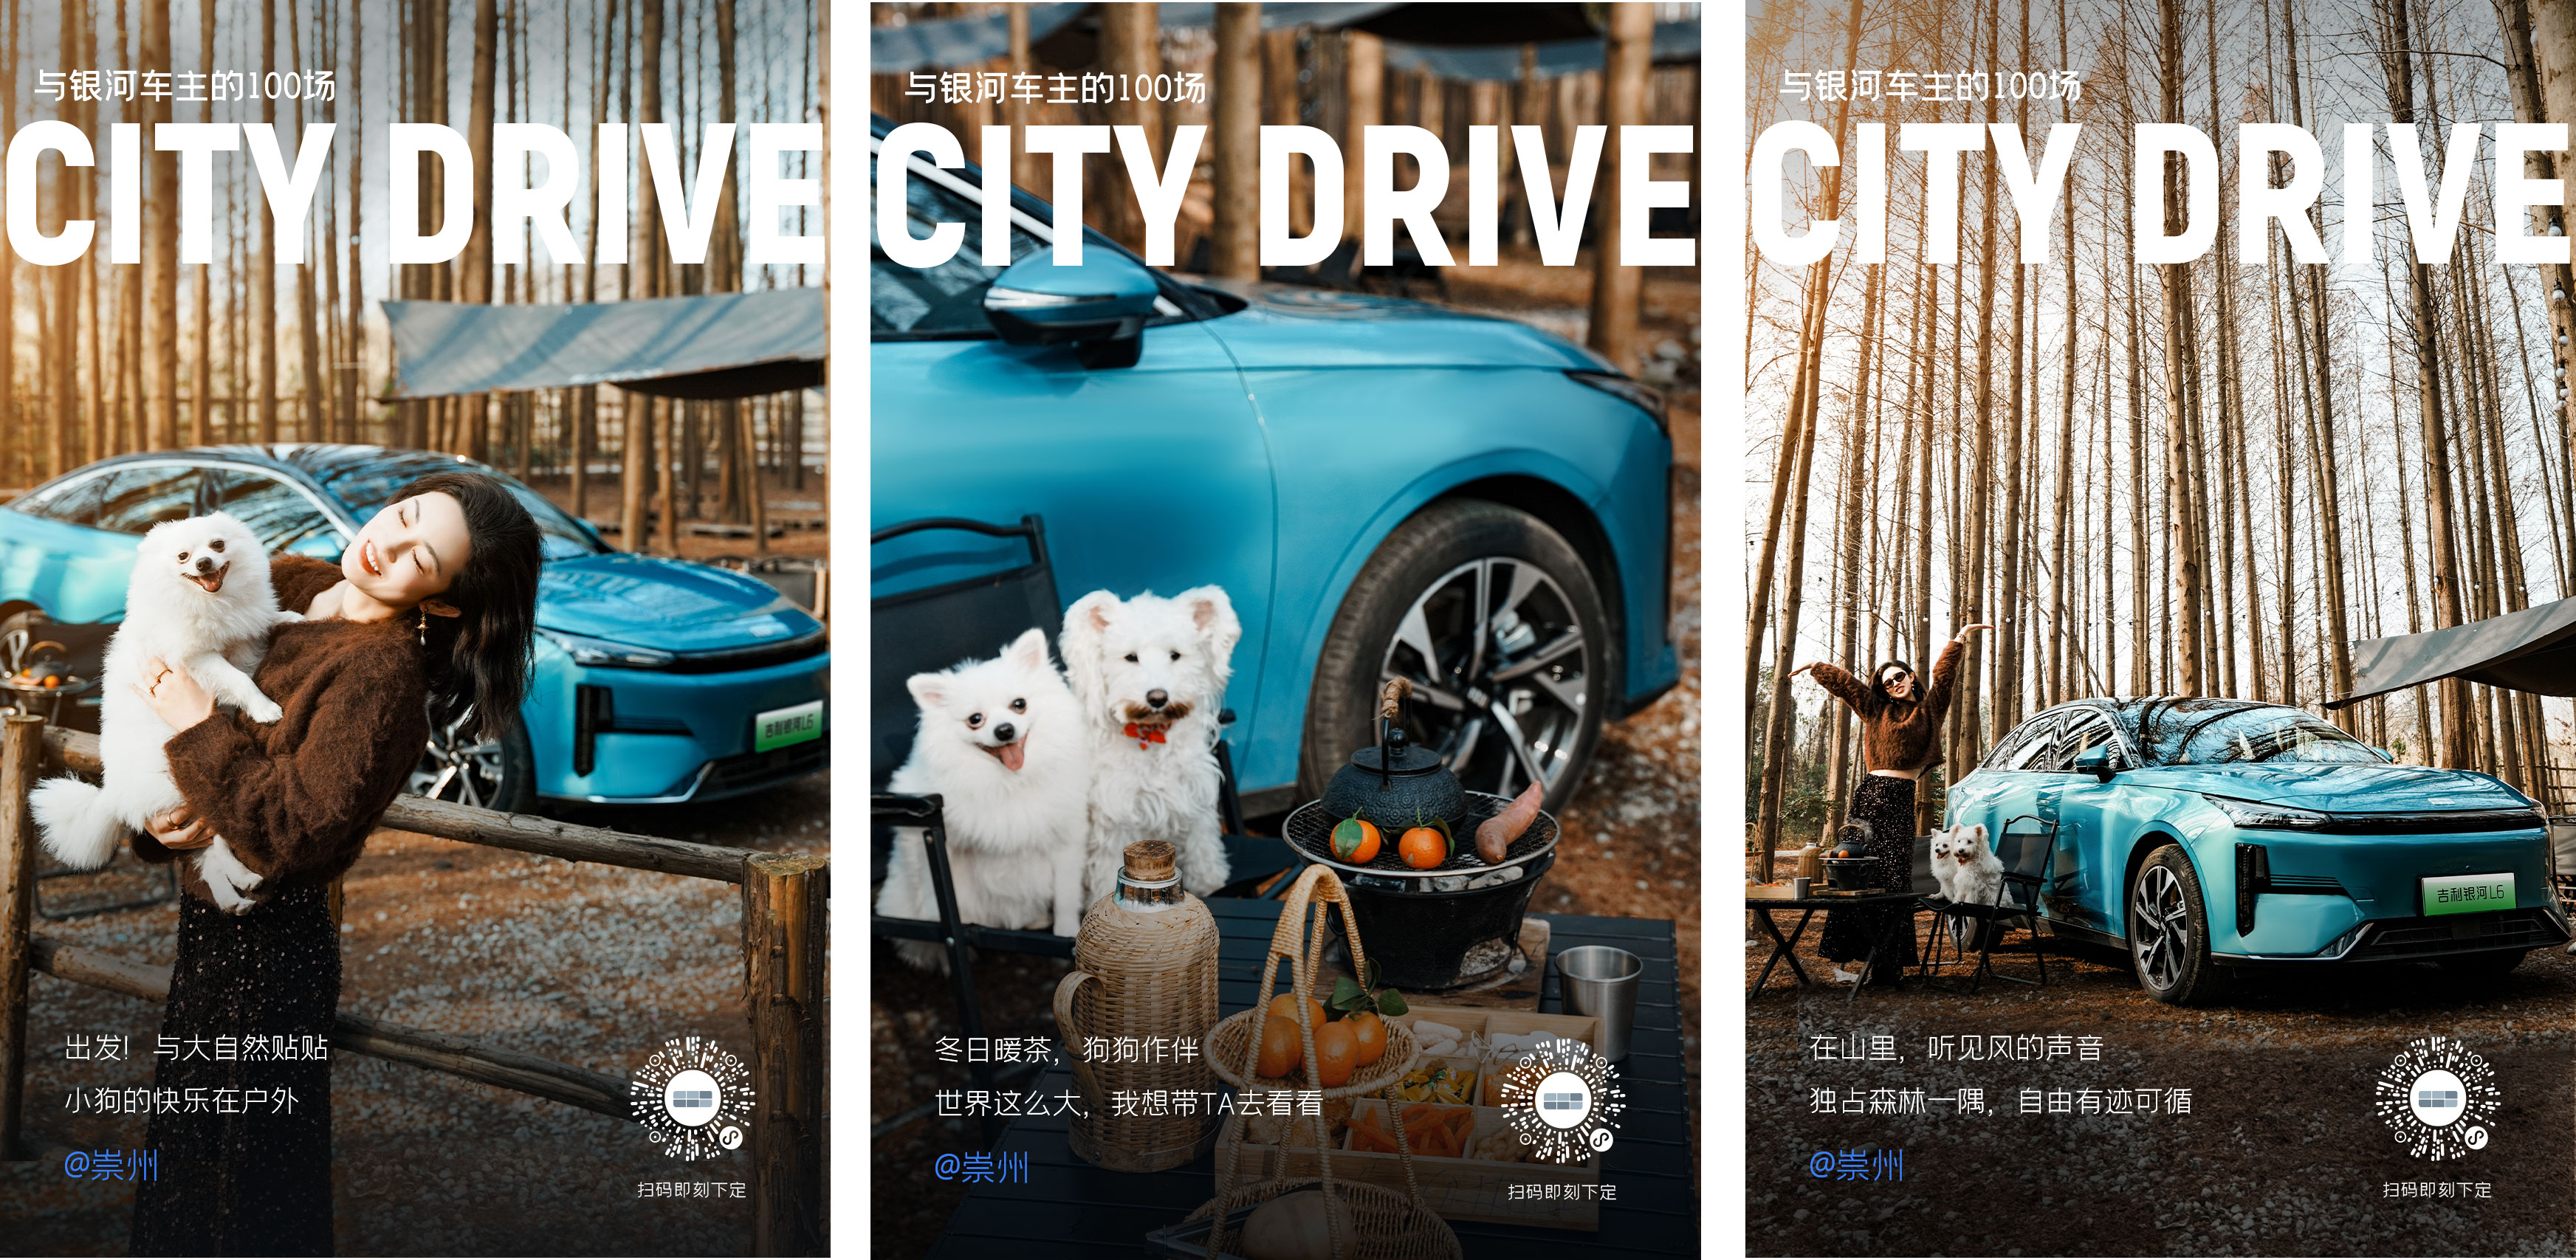 与银河车主的100场
CITY DRIVE
吉利银河L6
出发！与大自然贴贴
小狗的快乐在户外
@崇州
扫码即刻下定
与银河车主的100场
CITY DRIVE
冬日暖茶，狗狗作伴
世界这么大，我想带TA去看看
@崇州
扫码即刻下定
与银河车主的100场
CITY DRIVE
吉利银河L6
在山里，听见风的声音
独占森林一隅，自由有迹可循
@崇州
扫码即刻下定